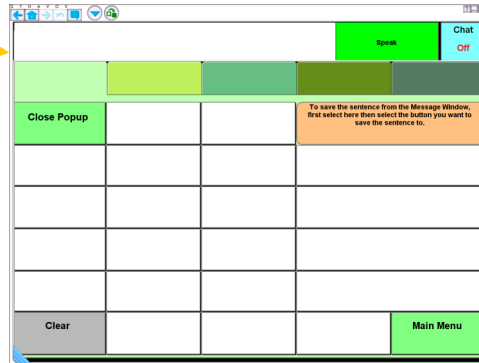 DYNAVOX
Speak
Chat
Off
Close Popup
To save the sentence from the Message Window,
first select here then select the button you want to
save the sentence to.
Clear
Main Menu